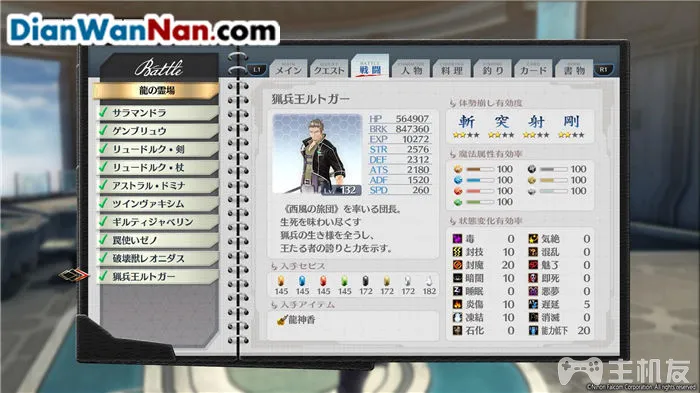 DianWanNan.com
Battle
龍の霊場
サラマンドラ
ゲンブリュウ
リュードルク・剣
リュードルク・杖
アストラル・ドミナ
ツインヴァキシム
ギルティジャベリン
罠使いゼノ
破壊獣レオニダス
猟兵王ルトガー
L1
メイン
QUEST
クエスト
BATTLE
戦闘
人物
料理
釣り
カード
書物
R1
猟兵王ルトガー
Lv. 132
HP 564907
BRK 847360
EXP 10272
STR 2576
DEF 2312
ATS 2180
ADF 1520
SPD 260
《西風の旅団》を率いる団長。
生死を味わい尽くす
猟兵の生き様を全うし、
王たる者の誇りと力を示す。
入手セピス
145 145 145 145 172 172 182
入手アイテム
龍神香
体勢崩し有効度
斬 突 射 剛
魔法属性有効率
100 100
100 100
100 100
100
状態変化有効率
毒 0 気絶 0
封技 10 混乱 0
封魔 20 魅了 0
暗闇 10 即死 0
睡眠 0 悪夢 0
炎傷 10 遅延 5
凍結 10 消滅 0
石化 0 能力低下 20
主机友
©Nihon Falcom Corporation. All rights reserved.